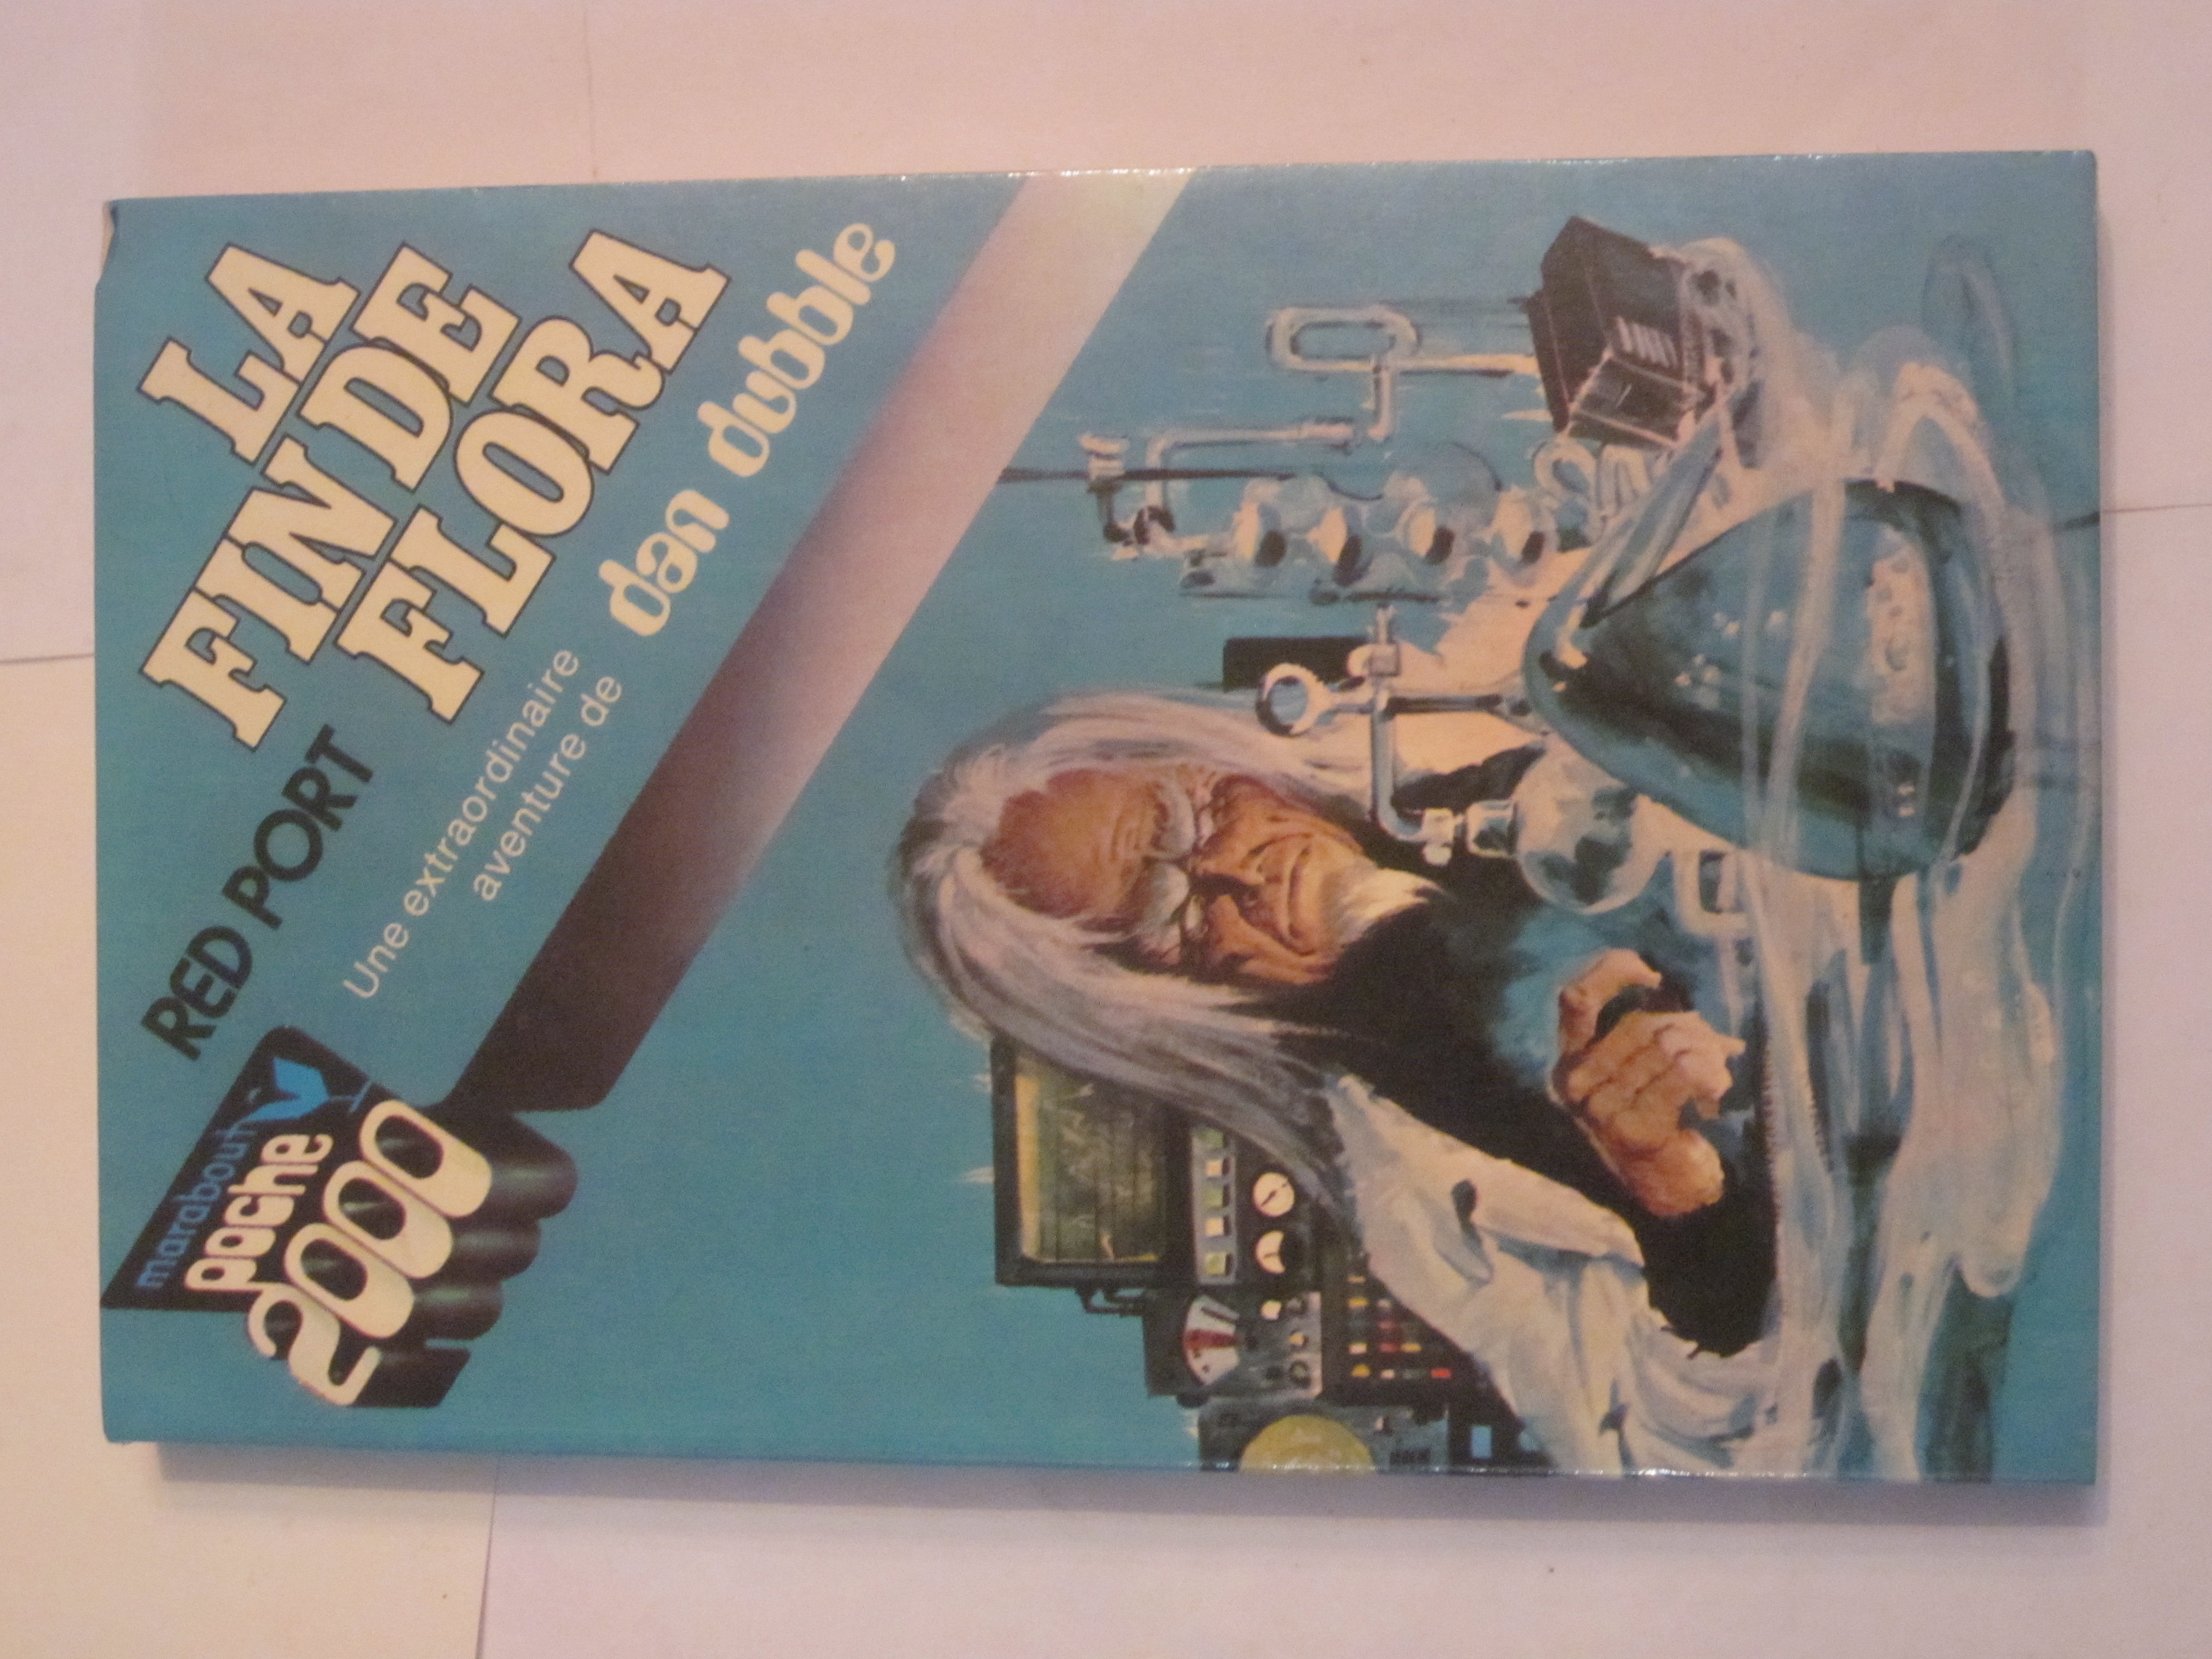 marabout
poche
2000
RED PORT
LA
FIN DE
FLORA
Une extraordinaire
aventure de
dan dubble